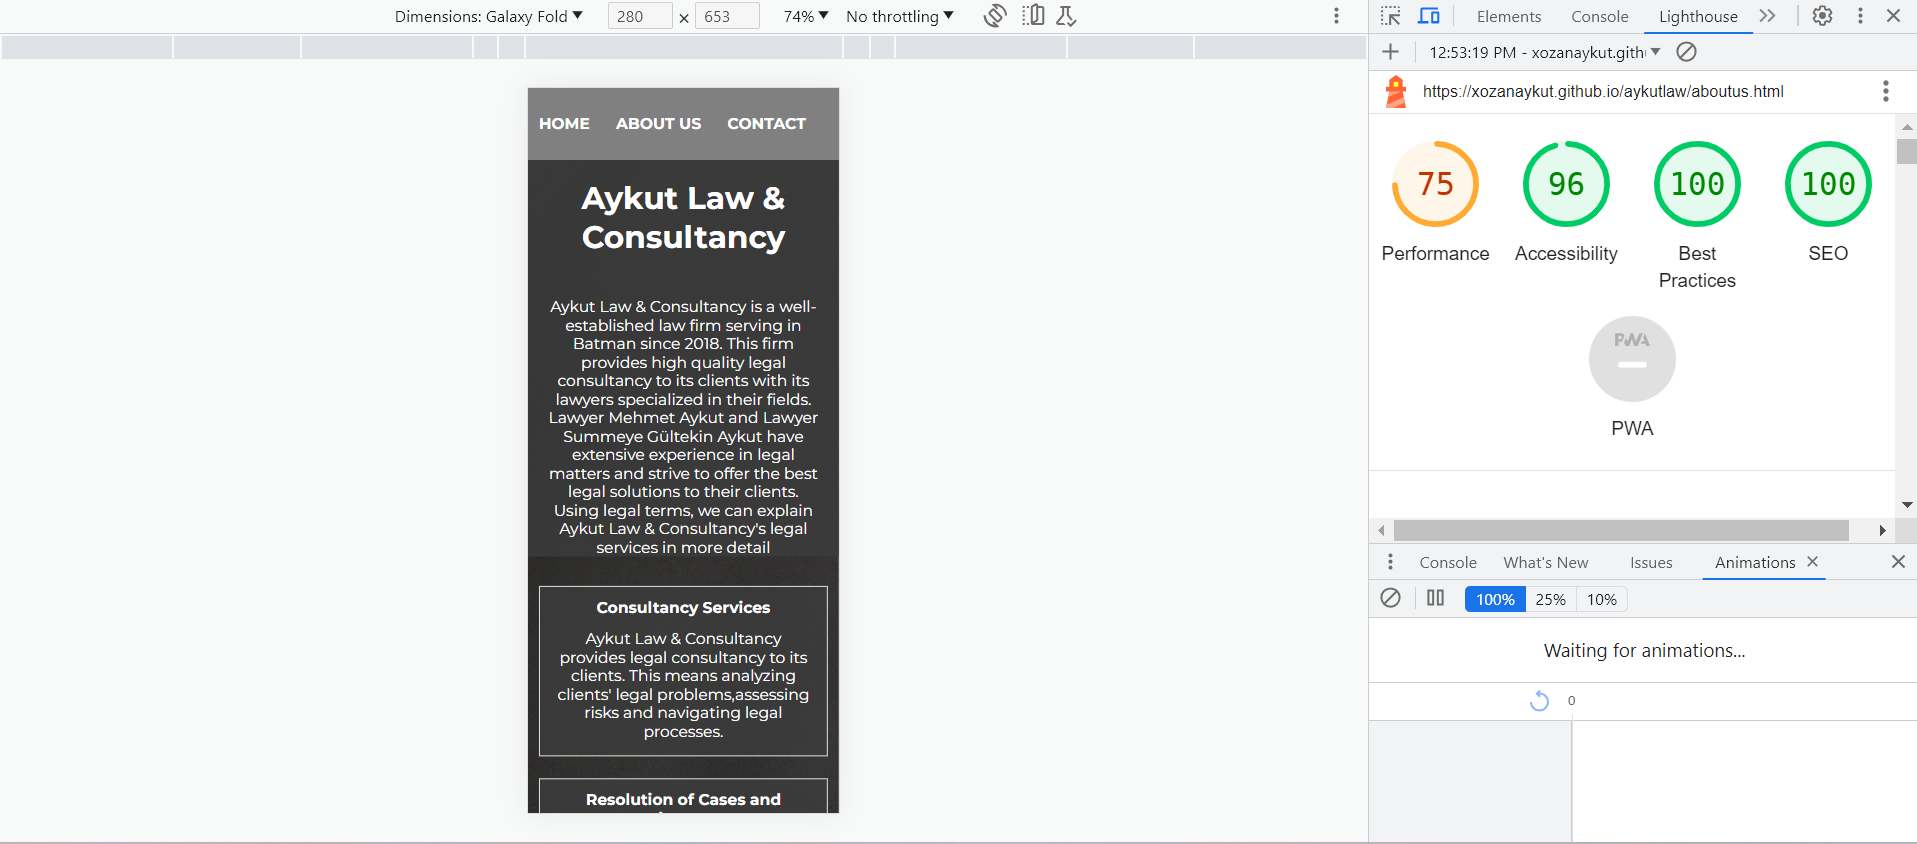 Dimensions: Galaxy Fold 280 × 653 74% No throttling
Elements Console Lighthouse
12:53:19 PM - xozanaykut.gith
https://xozanaykut.github.io/aykutlaw/aboutus.html
HOME ABOUT US CONTACT
Aykut Law &
Consultancy
Aykut Law & Consultancy is a well-
established law firm serving in
Batman since 2018. This firm
provides high quality legal
consultancy to its clients with its
lawyers specialized in their fields.
Lawyer Mehmet Aykut and Lawyer
Summeye Gültekin Aykut have
extensive experience in legal
matters and strive to offer the best
legal solutions to their clients.
Using legal terms, we can explain
Aykut Law & Consultancy's legal
services in more detail
Consultancy Services
Aykut Law & Consultancy
provides legal consultancy to its
clients. This means analyzing
clients' legal problems,assessing
risks and navigating legal
processes.
Resolution of Cases and
75 96 100 100
Performance Accessibility Best
Practices SEO
PWA
PWA
Console What's New Issues Animations
100% 25% 10%
Waiting for animations...
0